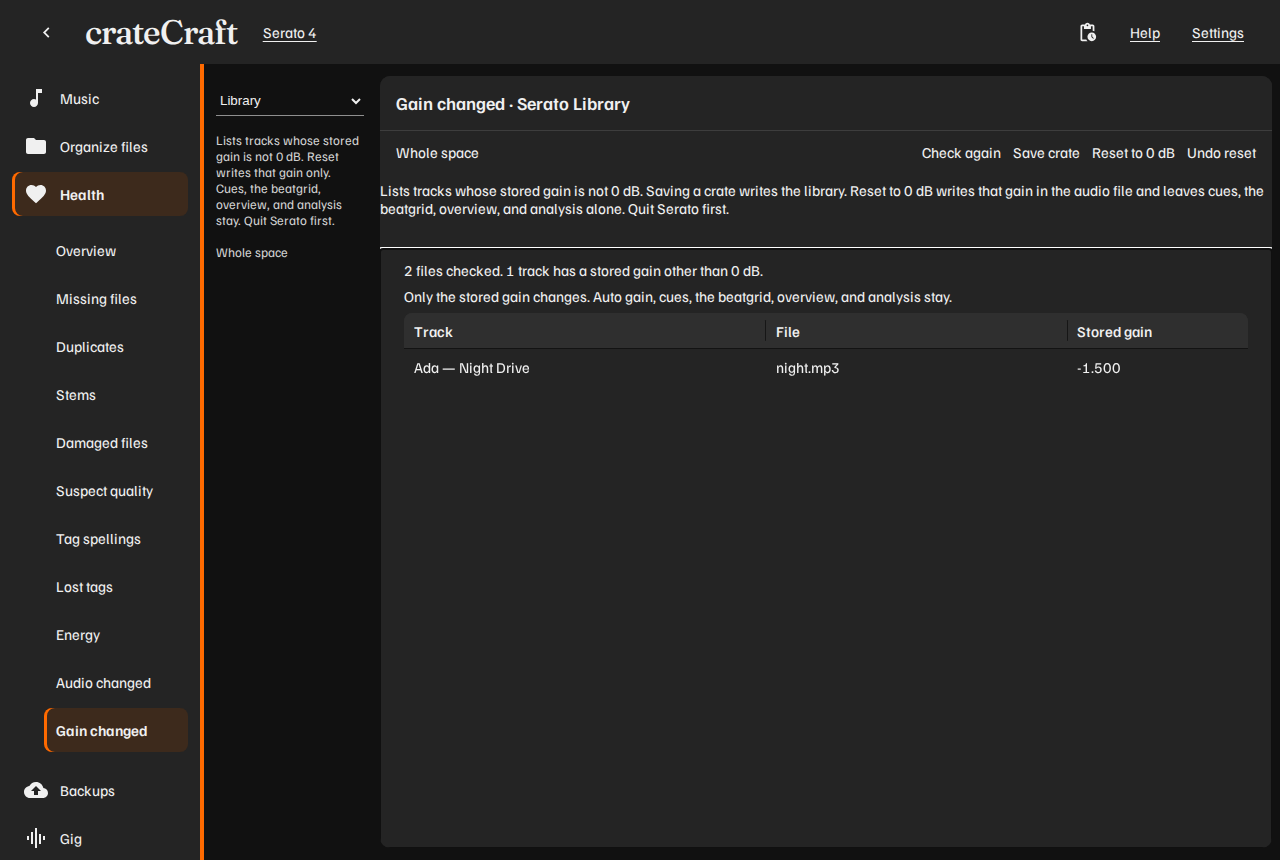 crateCraft
Serato 4
Help
Settings
Music
Organize files
Health
Overview
Missing files
Duplicates
Stems
Damaged files
Suspect quality
Tag spellings
Lost tags
Energy
Audio changed
Gain changed
Backups
Gig
Library
Lists tracks whose stored
gain is not 0 dB. Reset
writes that gain only.
Cues, the beatgrid,
overview, and analysis
stay. Quit Serato first.
Whole space
Gain changed · Serato Library
Whole space
Check again
Save crate
Reset to 0 dB
Undo reset
Lists tracks whose stored gain is not 0 dB. Saving a crate writes the library. Reset to 0 dB writes that gain in the audio file and leaves cues, the
beatgrid, overview, and analysis alone. Quit Serato first.
2 files checked. 1 track has a stored gain other than 0 dB.
Only the stored gain changes. Auto gain, cues, the beatgrid, overview, and analysis stay.
Track File Stored gain
Ada — Night Drive night.mp3 -1.500